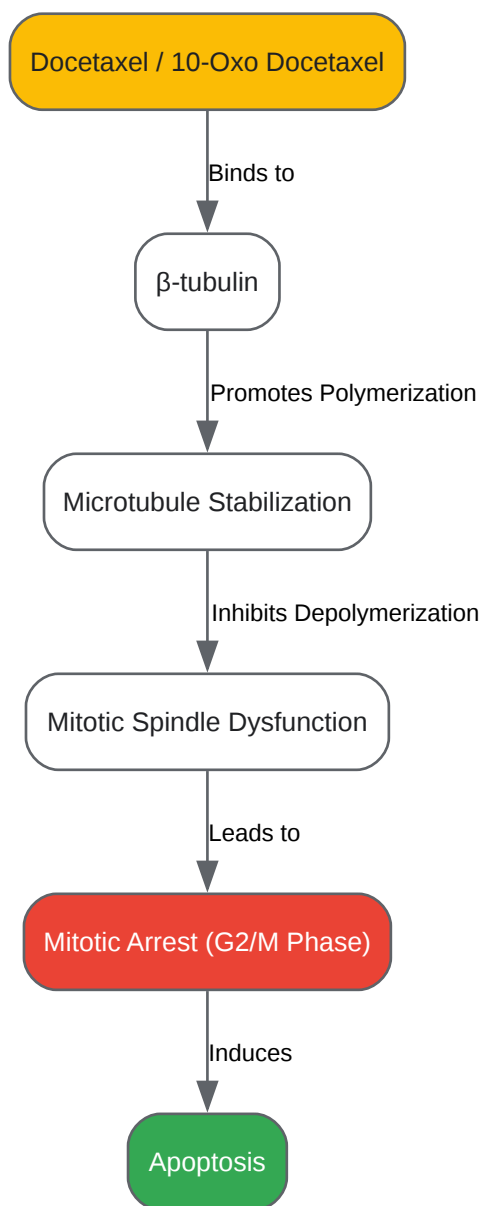 Docetaxel / 10-Oxo Docetaxel
Binds to
β-tubulin
Promotes Polymerization
Microtubule Stabilization
Inhibits Depolymerization
Mitotic Spindle Dysfunction
Leads to
Mitotic Arrest (G2/M Phase)
Induces
Apoptosis